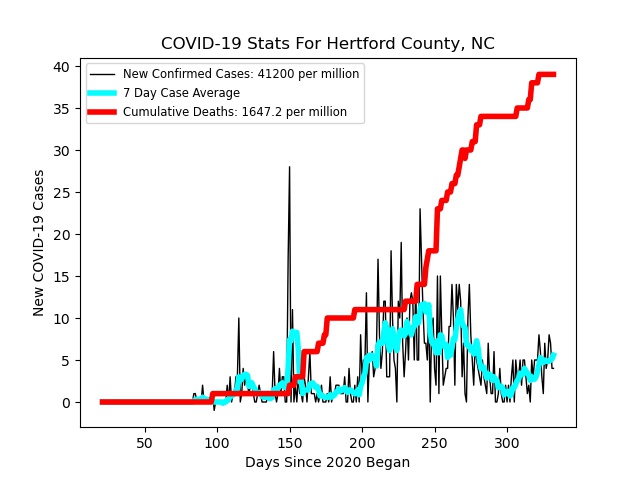 COVID-19 Stats For Hertford County, NC
New Confirmed Cases: 41200 per million
7 Day Case Average
Cumulative Deaths: 1647.2 per million
New COVID-19 Cases
40
35
30
25
20
15
10
5
0
50 100 150 200 250 300
Days Since 2020 Began